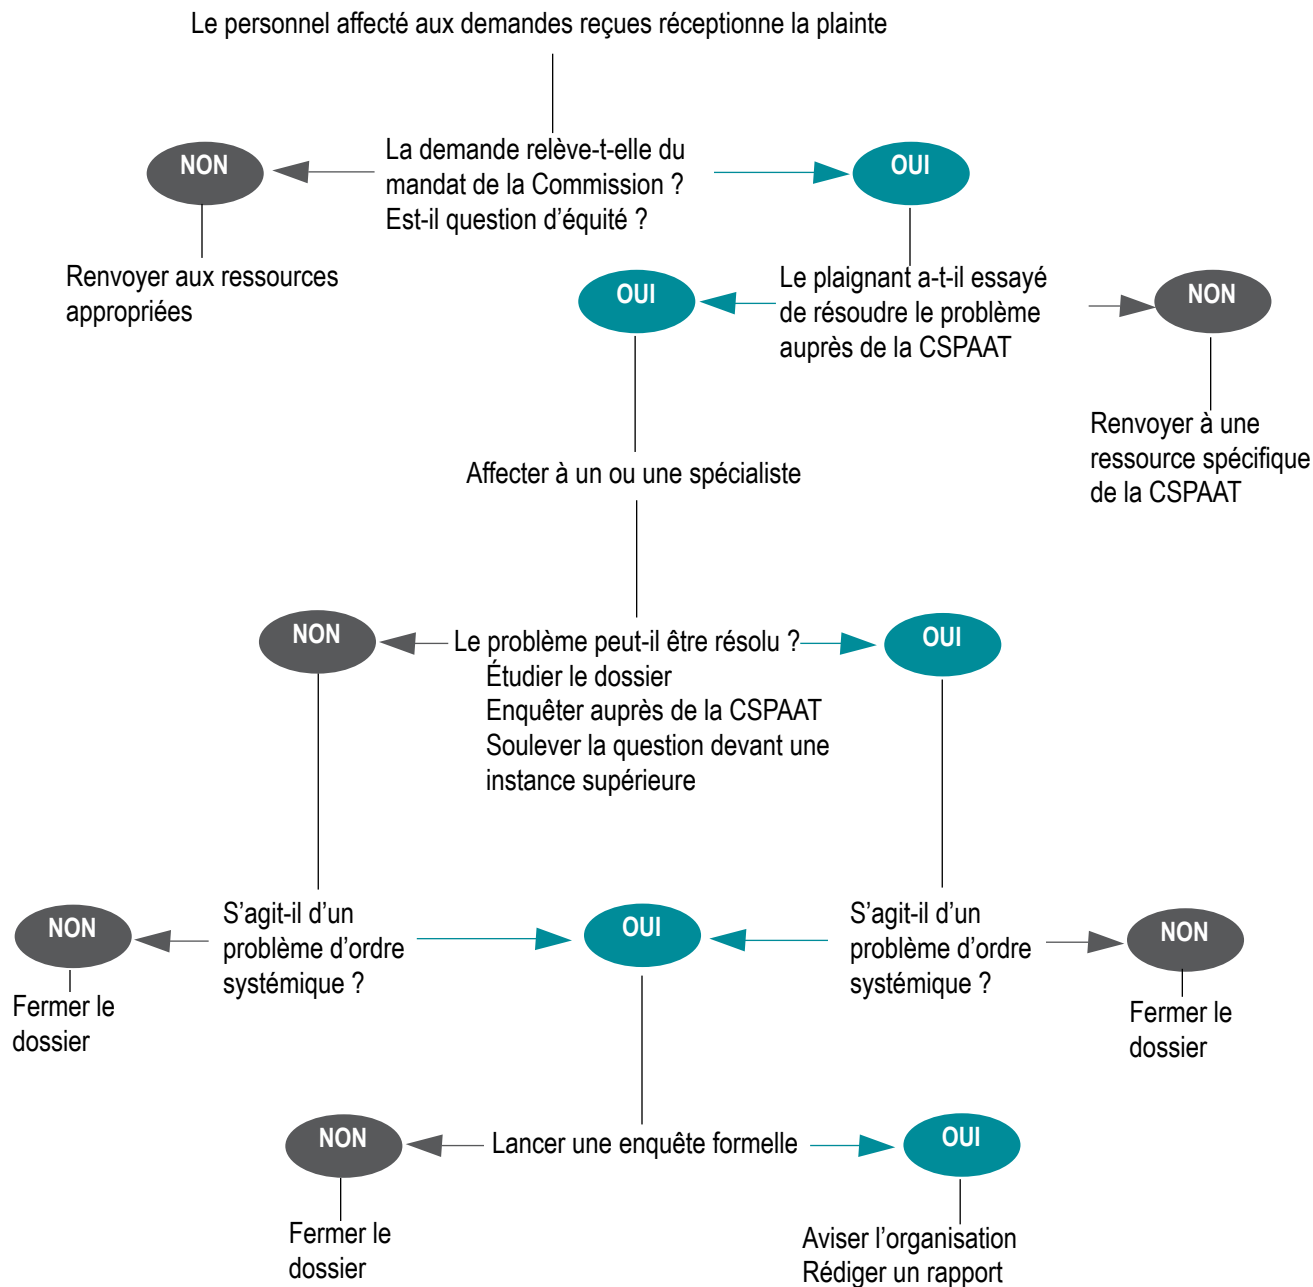 Le personnel affecté aux demandes reçues réceptionne la plainte
NON
La demande relève-t-elle du
mandat de la Commission ?
Est-il question d’équité ?
OUI
Renvoyer aux ressources
appropriées
OUI
Le plaignant a-t-il essayé
de résoudre le problème
auprès de la CSPAAT
NON
Renvoyer à une
ressource spécifique
de la CSPAAT
Affecter à un ou une spécialiste
NON
Le problème peut-il être résolu ?
Étudier le dossier
Enquêter auprès de la CSPAAT
Soulever la question devant une
instance supérieure
OUI
NON
S’agit-il d’un
problème d’ordre
systémique ?
OUI
S’agit-il d’un
problème d’ordre
systémique ?
NON
Fermer le
dossier
Fermer le
dossier
NON
Lancer une enquête formelle
OUI
Fermer le
dossier
Aviser l’organisation
Rédiger un rapport